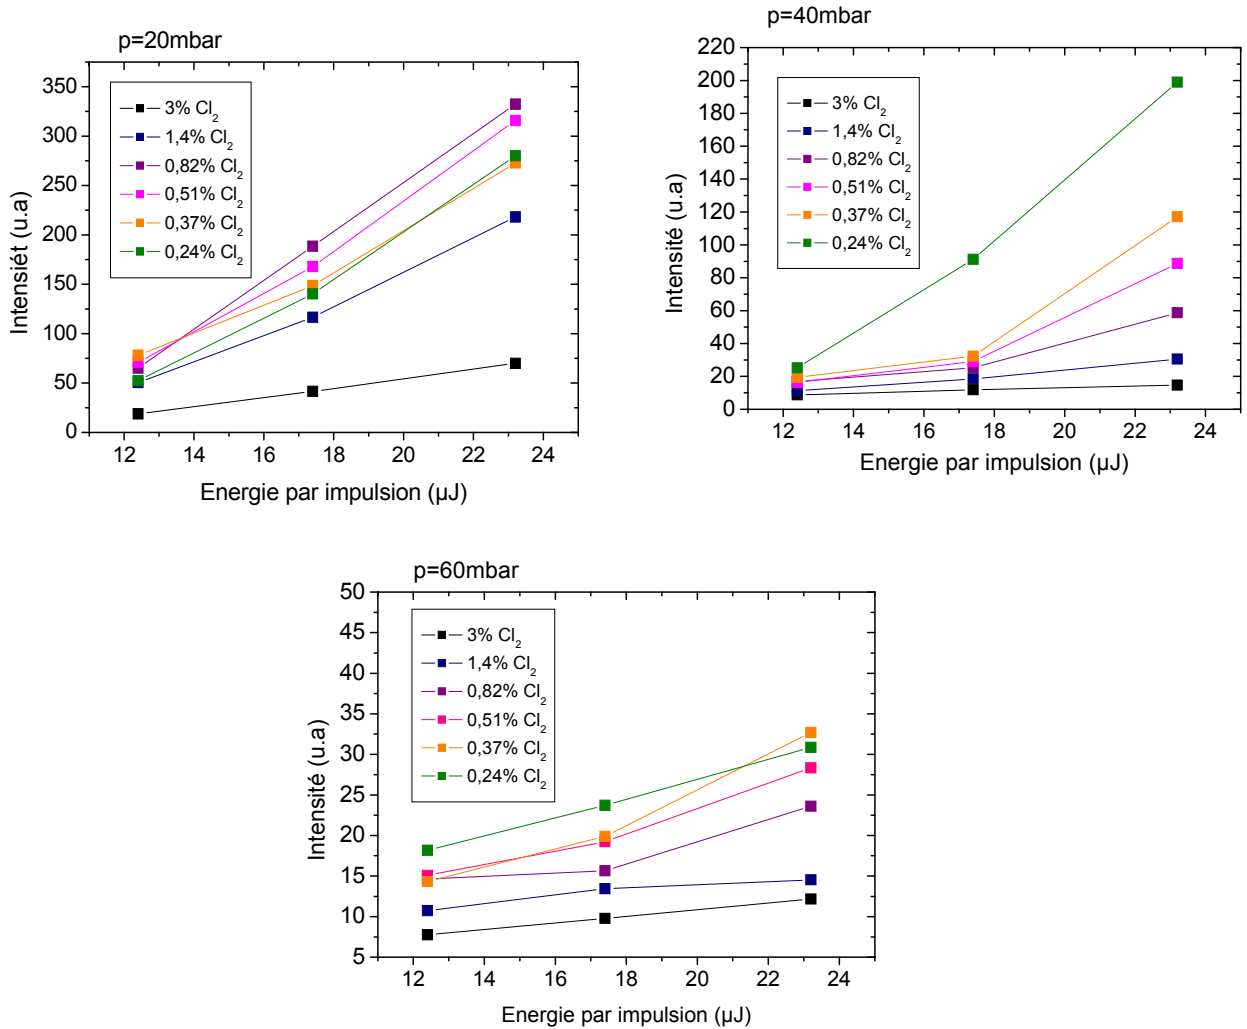 p=20mbar
Intensiét (u.a)
350
300
250
200
150
100
50
0
3% Cl₂
1,4% Cl₂
0,82% Cl₂
0,51% Cl₂
0,37% Cl₂
0,24% Cl₂
12 14 16 18 20 22 24
Energie par impulsion (µJ)
p=40mbar
Intensité (u.a)
220
200
180
160
140
120
100
80
60
40
20
0
3% Cl₂
1,4% Cl₂
0,82% Cl₂
0,51% Cl₂
0,37% Cl₂
0,24% Cl₂
12 14 16 18 20 22 24
Energie par impulsion (µJ)
p=60mbar
Intensité (u.a)
50
45
40
35
30
25
20
15
10
5
3% Cl₂
1,4% Cl₂
0,82% Cl₂
0,51% Cl₂
0,37% Cl₂
0,24% Cl₂
12 14 16 18 20 22 24
Energie par impulsion (µJ)